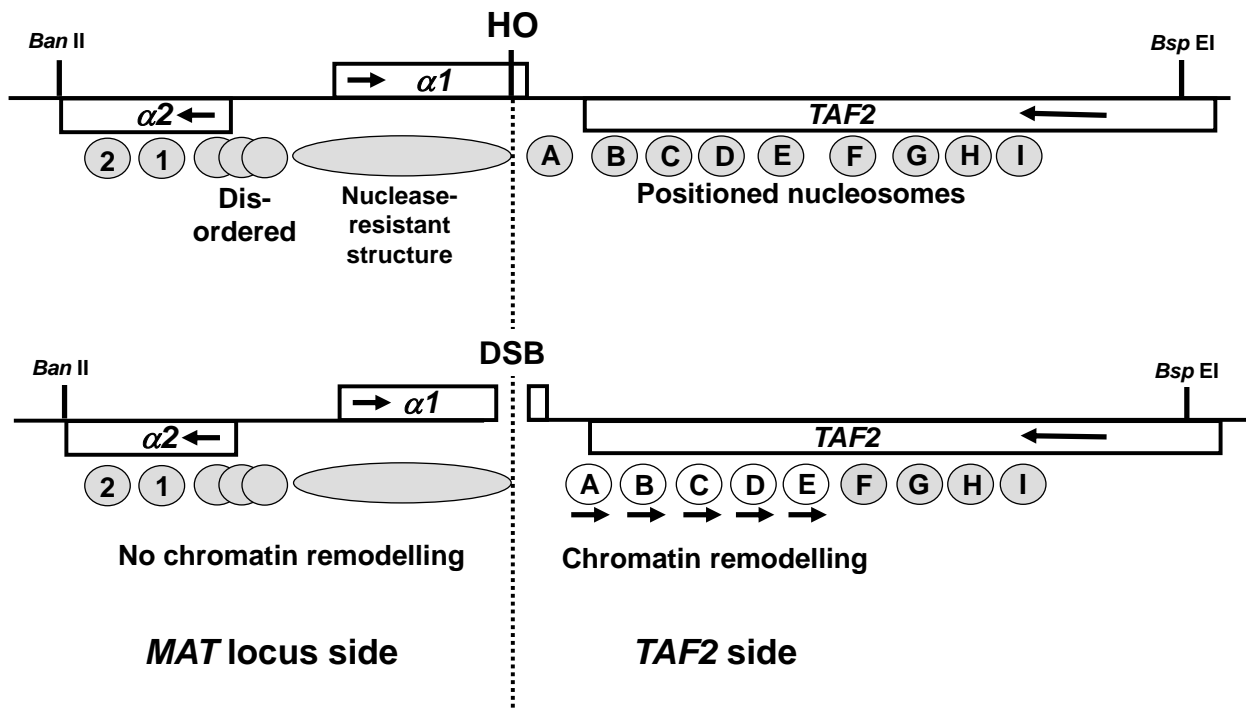 HO
Ban II
Bsp EI
α1
α2
TAF2
2 1 A B C D E F G H I
Dis-
ordered
Nuclease-
resistant
structure
Positioned nucleosomes
DSB
Ban II
Bsp EI
α1
α2
TAF2
2 1 A B C D E F G H I
No chromatin remodelling
Chromatin remodelling
MAT locus side
TAF2 side